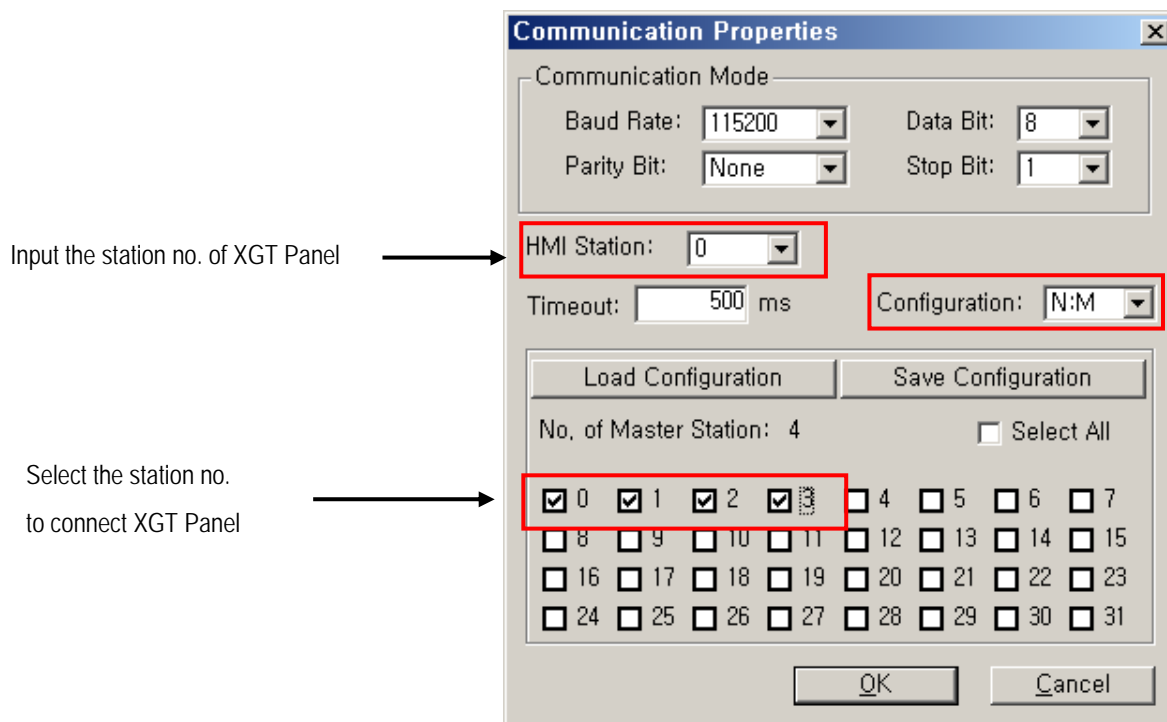 Communication Properties
Communication Mode
Baud Rate: 115200 Data Bit: 8
Parity Bit: None Stop Bit: 1
Input the station no. of XGT Panel
HMI Station: 0
Timeout: 500 ms Configuration: N:M
Load Configuration Save Configuration
No. of Master Station: 4 Select All
Select the station no.
to connect XGT Panel
0 1 2 3 4 5 6 7
8 9 10 11 12 13 14 15
16 17 18 19 20 21 22 23
24 25 26 27 28 29 30 31
OK Cancel